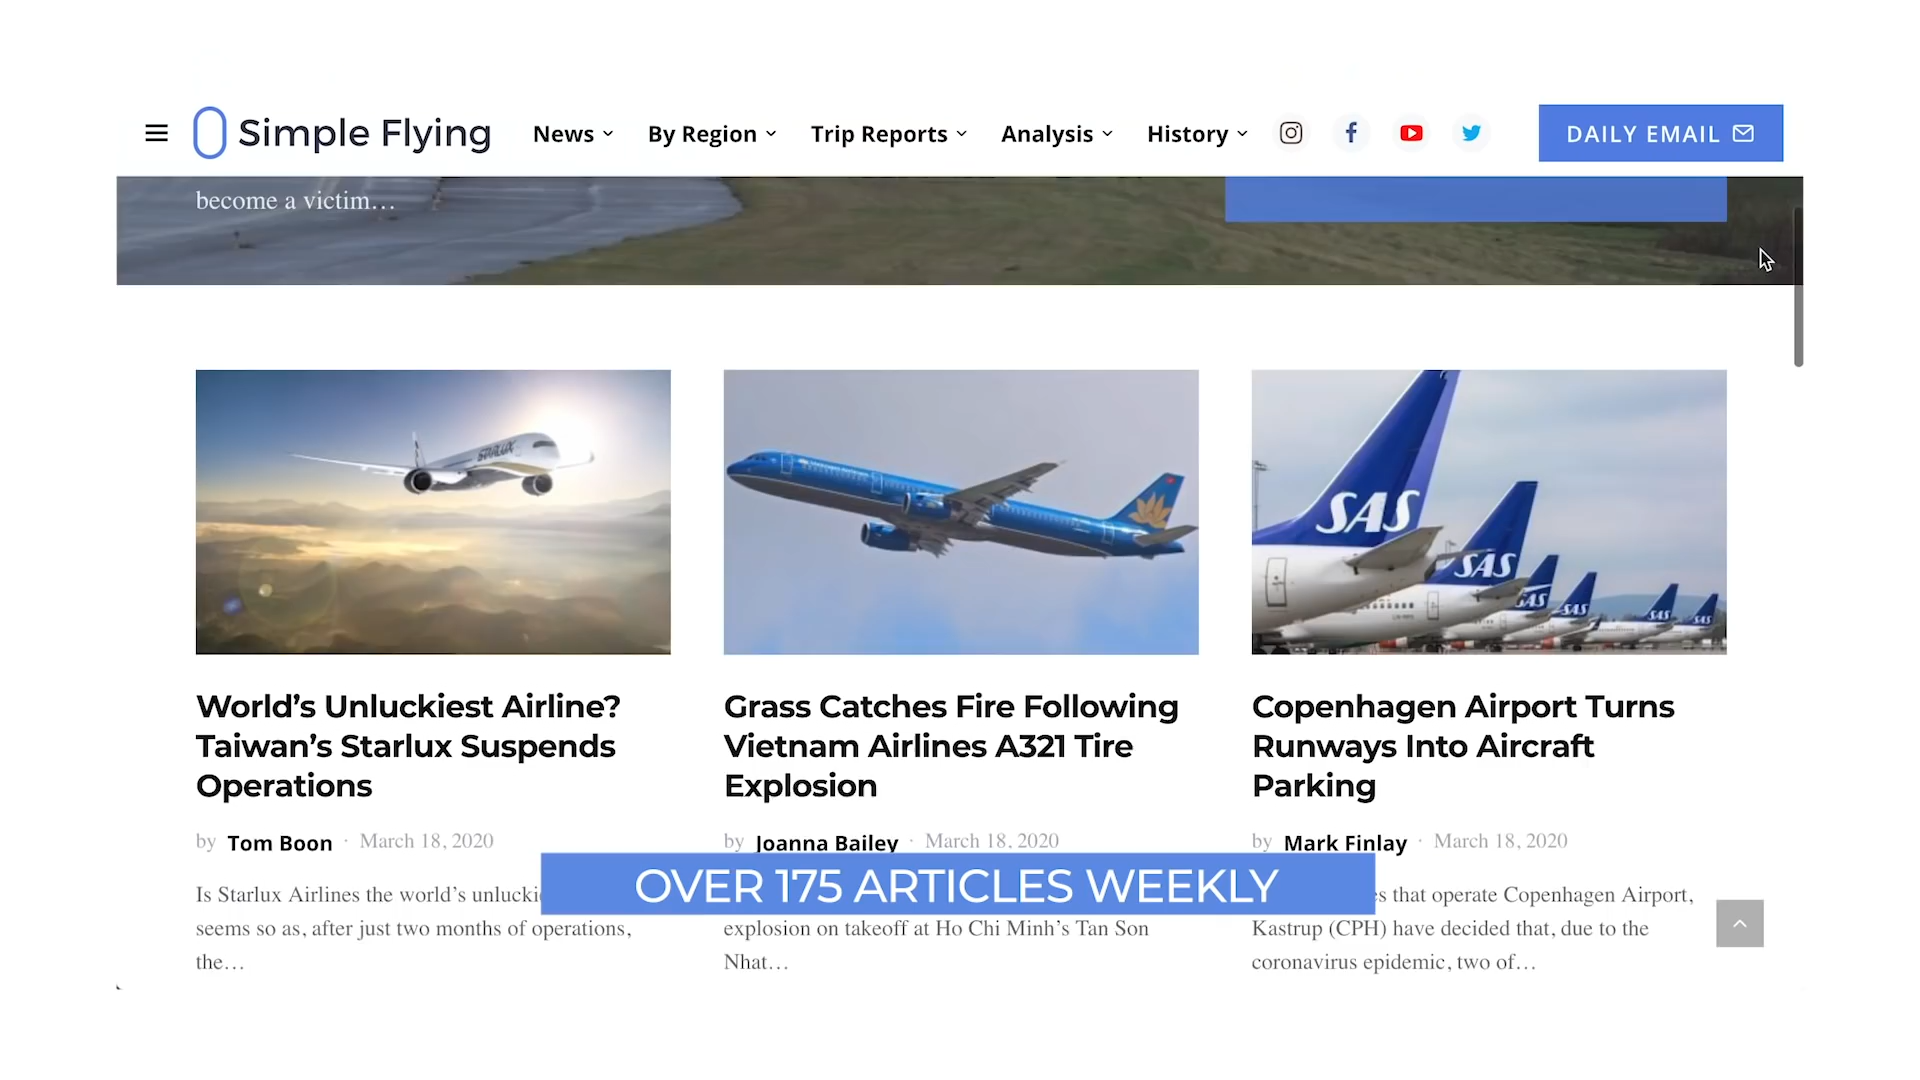 Simple Flying
News
By Region
Trip Reports
Analysis
History
DAILY EMAIL
become a victim…
STARLUX
SAS
SAS
SAS
SAS
SAS
SAS
World’s Unluckiest Airline?
Taiwan’s Starlux Suspends
Operations
by Tom Boon · March 18, 2020
Is Starlux Airlines the world’s
seems so as, after just two months of operations,
the…
Grass Catches Fire Following
Vietnam Airlines A321 Tire
Explosion
by Joanna Bailey · March 18, 2020
explosion on takeoff at Ho Chi Minh’s Tan Son
Nhat…
Copenhagen Airport Turns
Runways Into Aircraft
Parking
by Mark Finlay · March 18, 2020
that operate Copenhagen Airport,
Kastrup (CPH) have decided that, due to the
coronavirus epidemic, two of…
OVER 175 ARTICLES WEEKLY